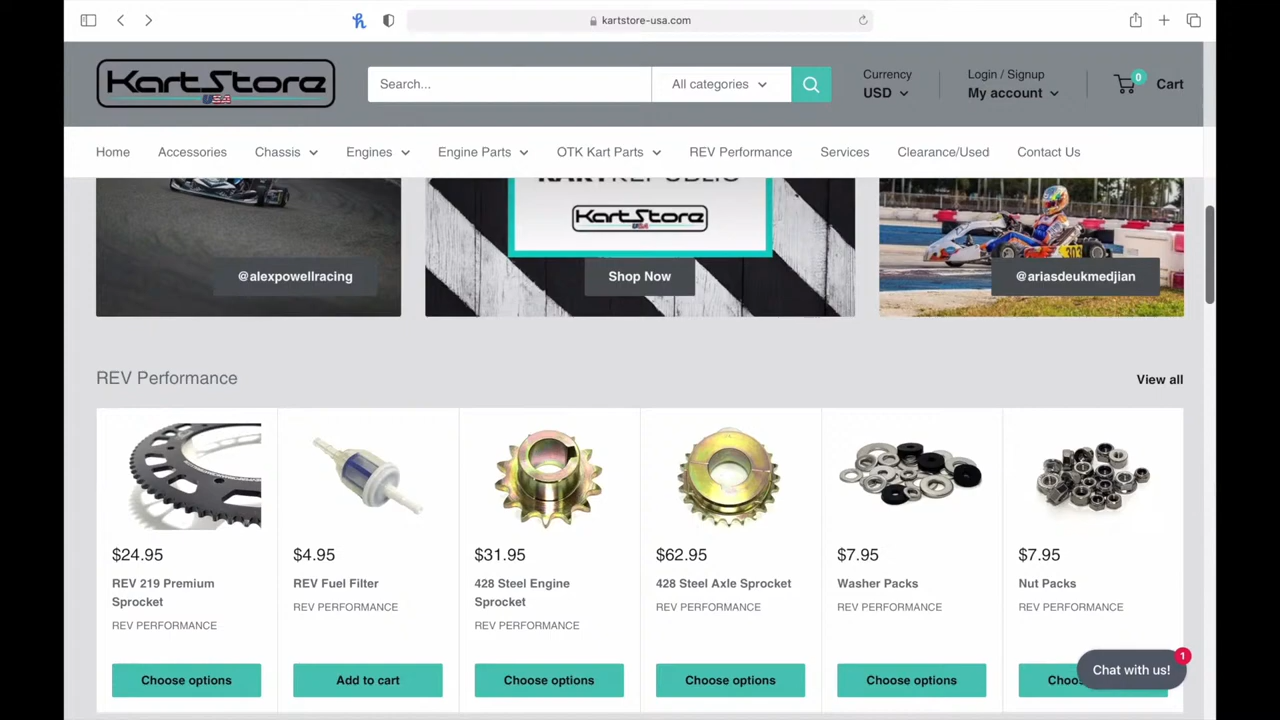 kartstore-usa.com
KartStore
USA
Search...
All categories
Currency
USD
Login / Signup
My account
0
Cart
Home
Accessories
Chassis
Engines
Engine Parts
OTK Kart Parts
REV Performance
Services
Clearance/Used
Contact Us
KartStore
USA
303
@alexpowellracing
Shop Now
@ariasdeukmedjian
REV Performance
View all
$24.95
REV 219 Premium
Sprocket
REV PERFORMANCE
Choose options
$4.95
REV Fuel Filter
REV PERFORMANCE
Add to cart
$31.95
428 Steel Engine
Sprocket
REV PERFORMANCE
Choose options
$62.95
428 Steel Axle Sprocket
REV PERFORMANCE
Choose options
$7.95
Washer Packs
REV PERFORMANCE
Choose options
$7.95
Nut Packs
REV PERFORMANCE
Choo
Chat with us!
1